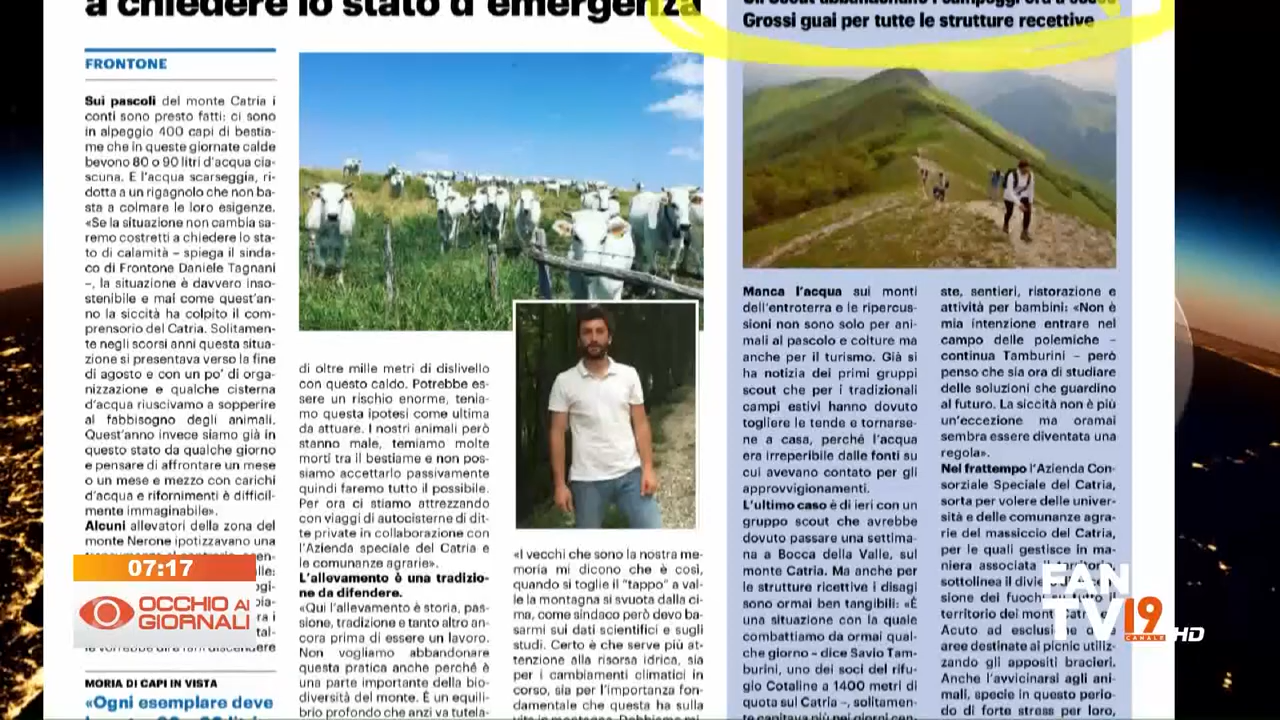 a chiedere lo stato d'emergenza
FRONTONE
Sui pascoli del monte Catria i
conti sono presto fatti: ci sono
in alpeggio 400 capi di bestia-
me che in queste giornate calde
bevono 80 o 90 litri d'acqua cia-
scuna. E l'acqua scarseggia, ri-
dotta a un rigagnolo che non ba-
sta a colmare le loro esigenze.
«Se la situazione non cambia sa-
remo costretti a chiedere lo sta-
to di calamità – spiega il sinda-
co di Frontone Daniele Tagnani
–, la situazione è davvero inso-
stenibile e mai come quest'an-
no la siccità ha colpito il com-
prensorio del Catria. Solitamen-
te negli scorsi anni questa situa-
zione si presentava verso la fine
di agosto e con un po' di orga-
nizzazione e qualche cisterna
d'acqua riuscivamo a sopperire
al fabbisogno degli animali.
Quest'anno invece siamo già in
questo stato da qualche giorno
e pensare di affrontare un mese
o un mese e mezzo con carichi
d'acqua e rifornimenti è difficil-
mente immaginabile».
Alcuni allevatori della zona del
monte Nerone ipotizzavano una
MORIA DI CAPI IN VISTA
«Ogni esemplare deve
di oltre mille metri di dislivello
con questo caldo. Potrebbe es-
sere un rischio enorme, tenia-
mo questa ipotesi come ultima
da attuare. I nostri animali però
stanno male, temiamo molte
morti tra il bestiame e non pos-
siamo accettarlo passivamente
quindi faremo tutto il possibile.
Per ora ci stiamo attrezzando
con viaggi di autocisterne di dit-
te private in collaborazione con
l'Azienda speciale del Catria e
le comunanze agrarie».
L'allevamento è una tradizio-
ne da difendere.
«Qui l'allevamento è storia, pas-
sione, tradizione e tanto altro an-
cora prima di essere un lavoro.
Non vogliamo abbandonare
questa pratica anche perché è
una parte importante della bio-
diversità del monte. È un equili-
brio profondo che anzi va tutela-
«I vecchi che sono la nostra me-
moria mi dicono che è così,
quando si toglie il "tappo" a val-
le la montagna si svuota dalla ci-
ma, come sindaco però devo ba-
sarmi sui dati scientifici e sugli
studi. Certo è che serve più at-
tenzione alla risorsa idrica, sia
per i cambiamenti climatici in
corso, sia per l'importanza fon-
damentale che questa ha sulla
Grossi guai per tutte le strutture recettive
Manca l'acqua sui monti
dell'entroterra e le ripercus-
sioni non sono solo per ani-
mali al pascolo e colture ma
anche per il turismo. Già si
ha notizia dei primi gruppi
scout che per i tradizionali
campi estivi hanno dovuto
togliere le tende e tornarse-
ne a casa, perché l'acqua
era irreperibile dalle fonti su
cui avevano contato per gli
approvvigionamenti.
L'ultimo caso è di ieri con un
gruppo scout che avrebbe
dovuto passare una settima-
na a Bocca della Valle, sul
monte Catria. Ma anche per
le strutture ricettive i disagi
sono ormai ben tangibili: «È
una situazione con la quale
combattiamo da ormai qual-
che giorno – dice Savio Tam-
burini, uno dei soci del rifu-
gio Cotaline a 1400 metri di
quota sul Catria –, solitamen-
ste, sentieri, ristorazione e
attività per bambini: «Non è
mia intenzione entrare nel
campo delle polemiche –
continua Tamburini – però
penso che sia ora di studiare
delle soluzioni che guardino
al futuro. La siccità non è più
un'eccezione ma oramai
sembra essere diventata una
regola».
Nel frattempo l'Azienda Con-
sorziale Speciale del Catria,
sorta per volere delle univer-
sità e delle comunanze agra-
rie del massiccio del Catria,
per le quali gestisce in ma-
niera associata
sottolinea il
sione dei fuochi tutto il
territorio dei monti
Acuto ad esclusione
aree destinate ai picnic utiliz-
zando gli appositi bracieri.
Anche l'avvicinarsi agli ani-
mali, specie in questo perio-
do di forte stress per loro,
07:17
OCCHIO AI
GIORNALI
FAN
TV 19
CANALE
HD